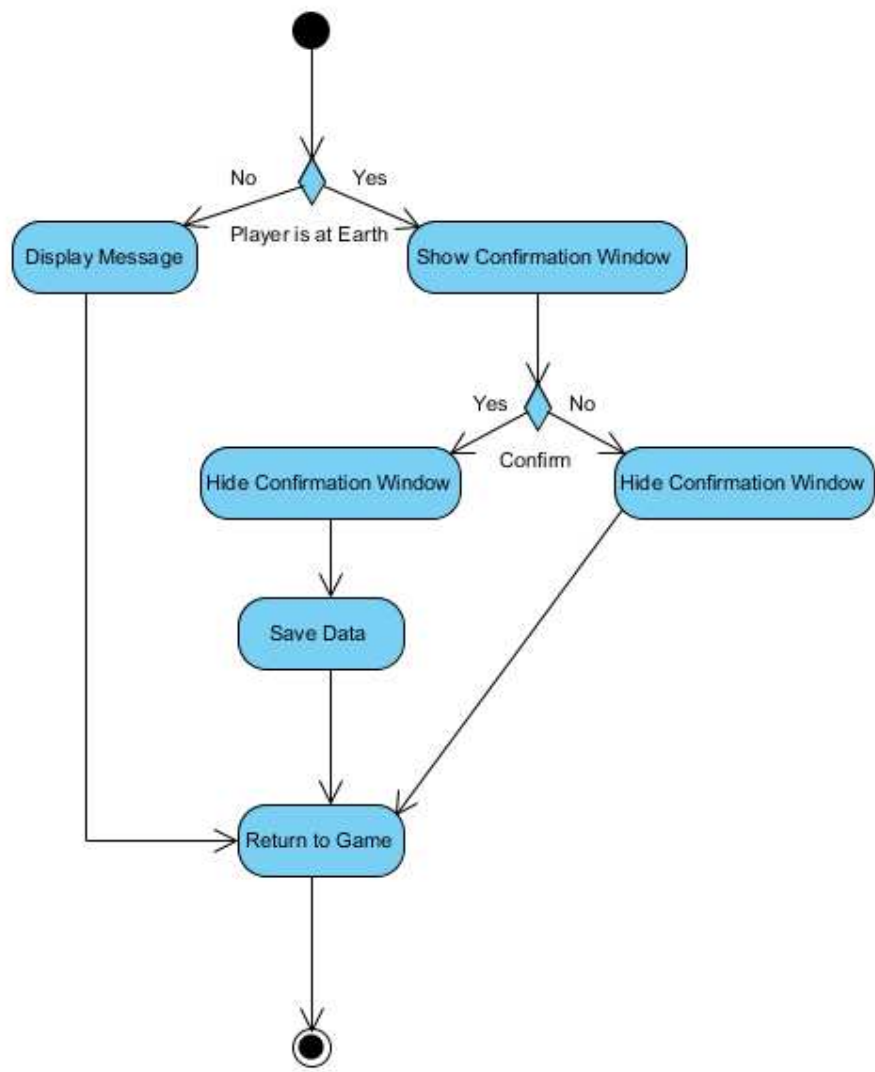 No
Yes
Display Message
Player is at Earth
Show Confirmation Window
Yes
No
Confirm
Hide Confirmation Window
Hide Confirmation Window
Save Data
Return to Game